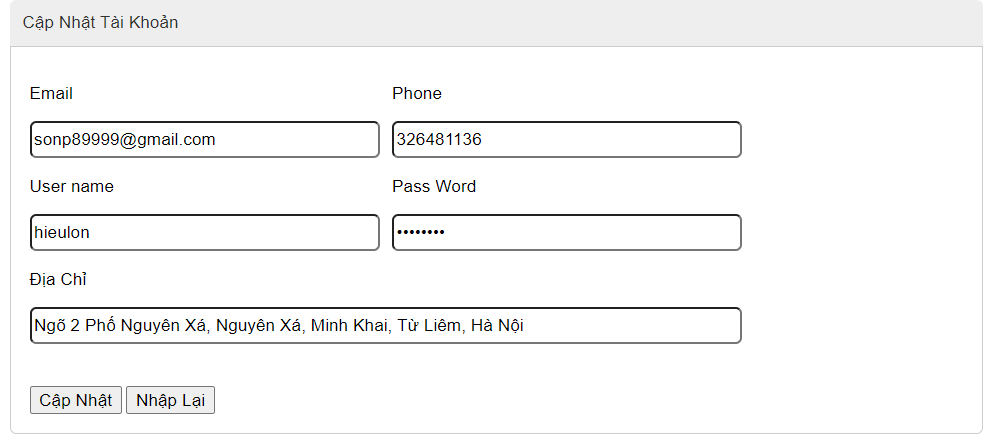 Cập Nhật Tài Khoản
Email Phone
sonp89999@gmail.com 326481136
User name Pass Word
hieulon ••••••••
Địa Chỉ
Ngõ 2 Phố Nguyên Xá, Nguyên Xá, Minh Khai, Từ Liêm, Hà Nội
Cập Nhật Nhập Lại